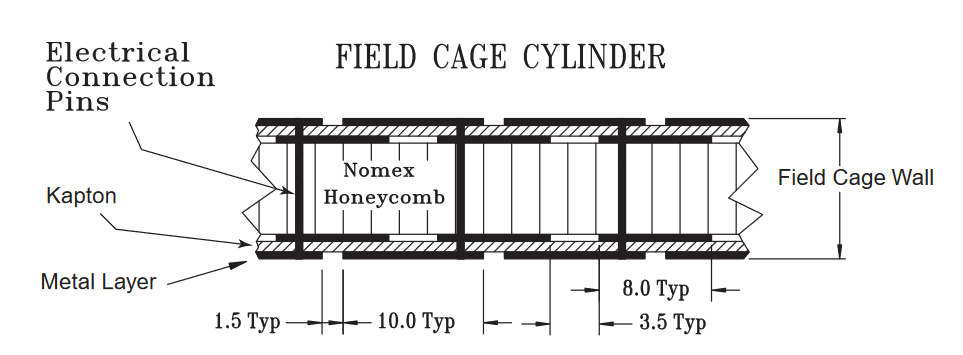 FIELD CAGE CYLINDER
Electrical
Connection
Pins
Nomex
Honeycomb
Kapton
Field Cage Wall
Metal Layer
8.0 Typ
1.5 Typ
10.0 Typ
3.5 Typ